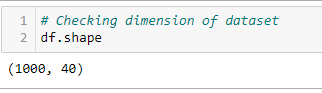 1 # Checking dimension of dataset
2 df.shape
(1000, 40)